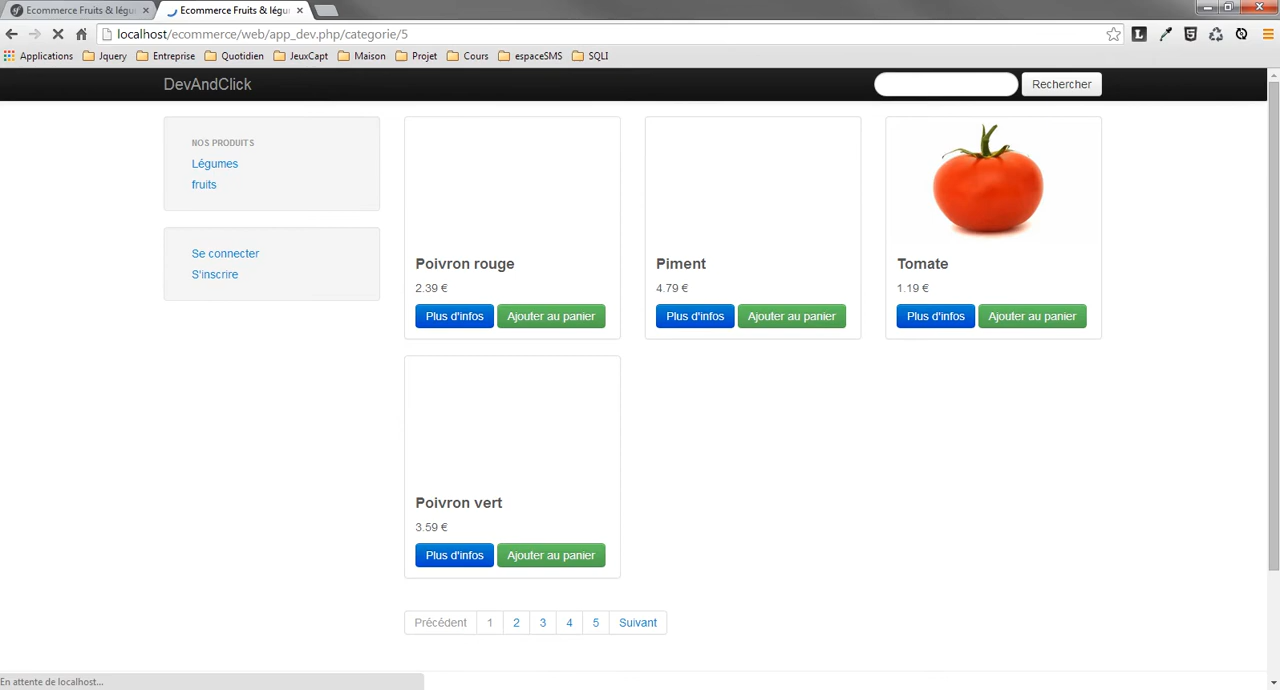 Ecommerce Fruits & légu
Ecommerce Fruits & légu
localhost/ecommerce/web/app_dev.php/categorie/5
Applications Jquery Entreprise Quotidien JeuxCapt Maison Projet Cours espaceSMS SQLI
DevAndClick Rechercher
NOS PRODUITS
Légumes
fruits
Se connecter
S'inscrire
Poivron rouge
2.39 €
Plus d'infos Ajouter au panier
Piment
4.79 €
Plus d'infos Ajouter au panier
Tomate
1.19 €
Plus d'infos Ajouter au panier
Poivron vert
3.59 €
Plus d'infos Ajouter au panier
Précédent 1 2 3 4 5 Suivant
En attente de localhost...